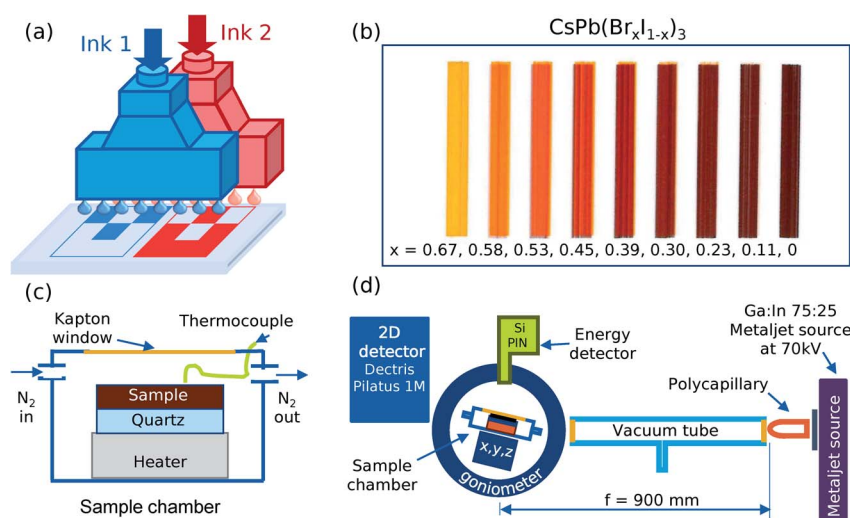 (a)
Ink 1
Ink 2
(b)
CsPb(BrₓI₁₋ₓ)₃
x = 0.67, 0.58, 0.53, 0.45, 0.39, 0.30, 0.23, 0.11, 0
(c)
Kapton
window
Thermocouple
N₂
in
N₂
out
Sample
Quartz
Heater
Sample chamber
(d)
2D
detector
Dectris
Pilatus 1M
Si
PIN
Energy
detector
Ga:In 75:25
Metaljet source
at 70kV
Polycapillary
Vacuum tube
x,y,z
Sample
chamber
goniometer
f = 900 mm
Metaljet source